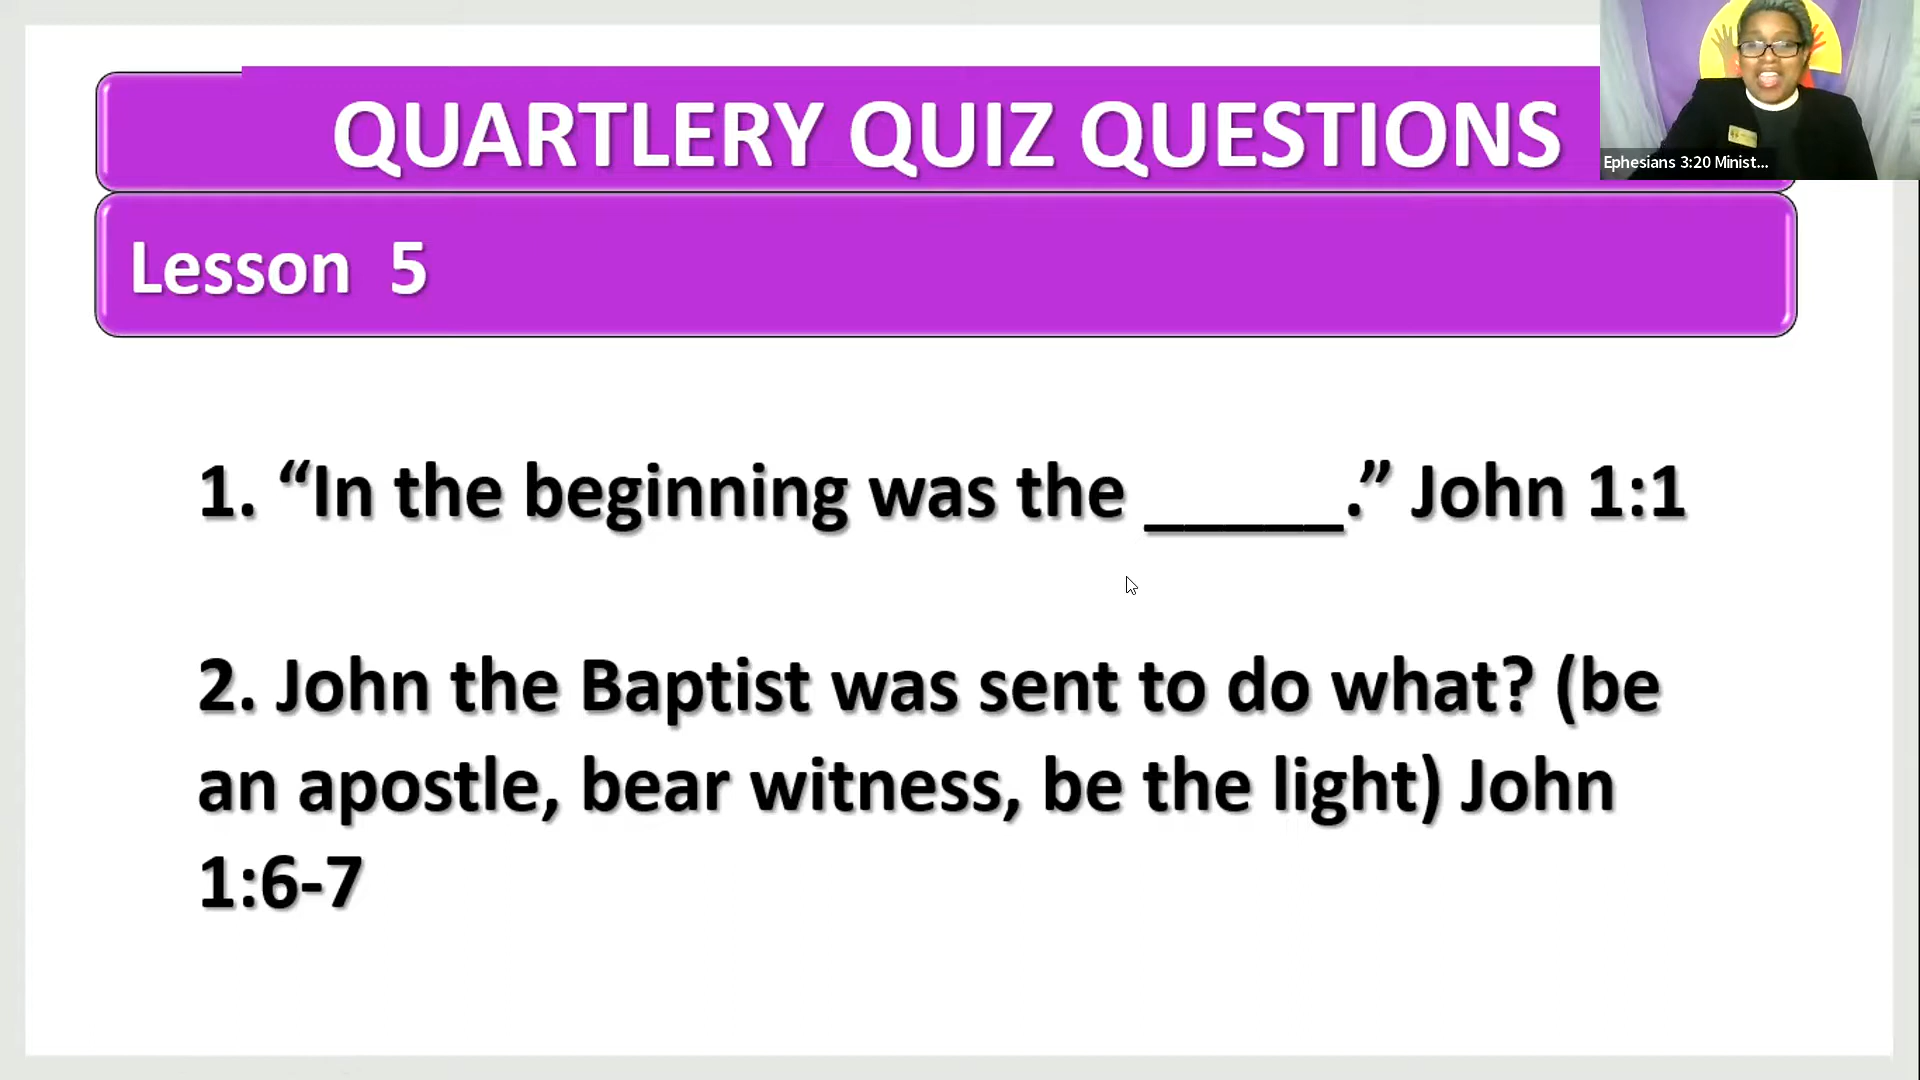 QUARTLERY QUIZ QUESTIONS
Ephesians 3:20 Minist...
Lesson 5
1. “In the beginning was the _____.” John 1:1
2. John the Baptist was sent to do what? (be
an apostle, bear witness, be the light) John
1:6-7